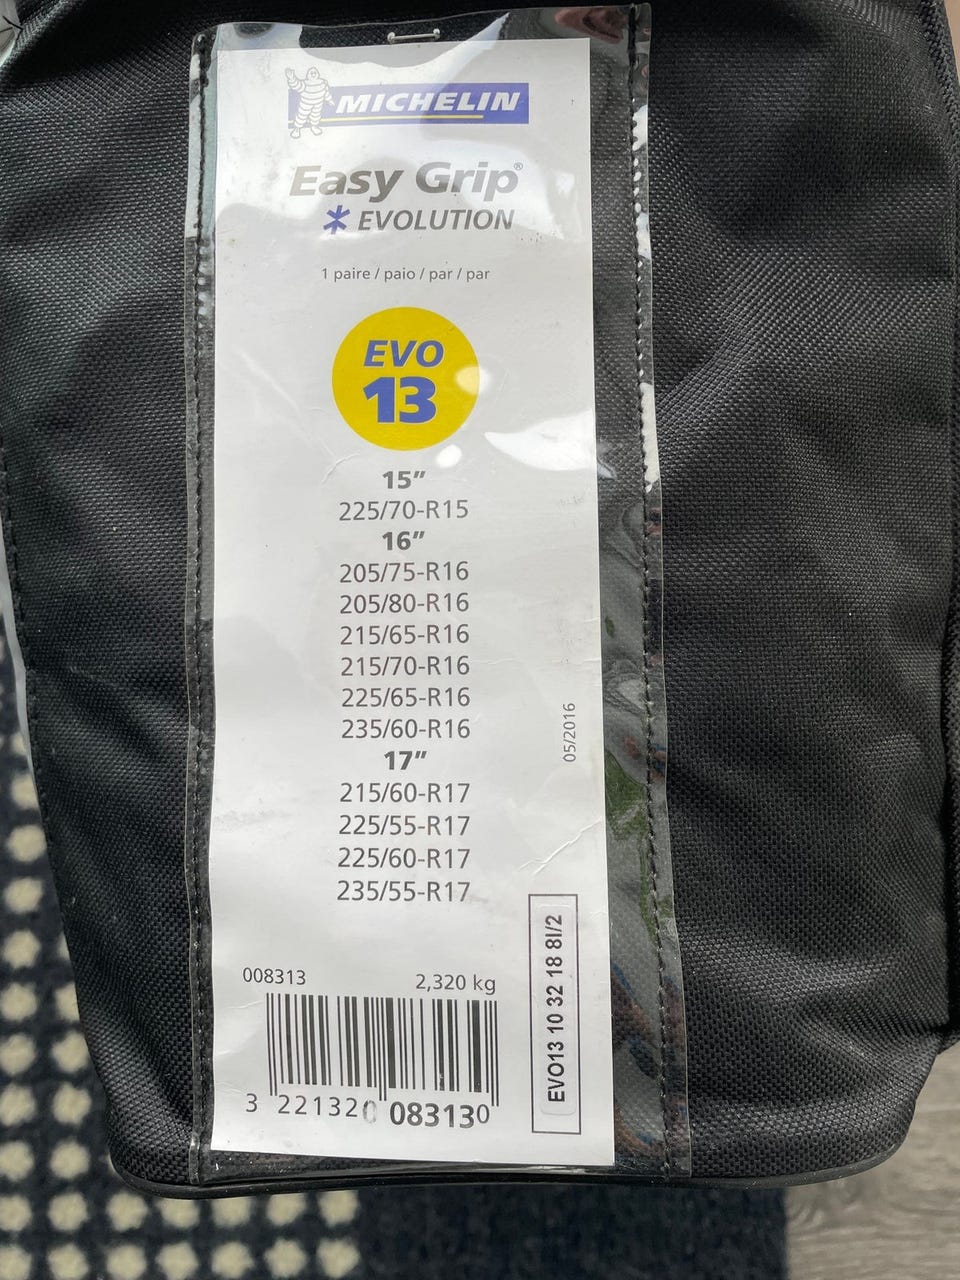 MICHELIN
Easy Grip®
* EVOLUTION
1 paire / paio / par / par
EVO
13
15”
225/70-R15
16”
205/75-R16
205/80-R16
215/65-R16
215/70-R16
225/65-R16
235/60-R16
17”
215/60-R17
225/55-R17
225/60-R17
235/55-R17
05/2016
008313
2,320 kg
3 221320 083130
EVO13 10 32 18 8I/2